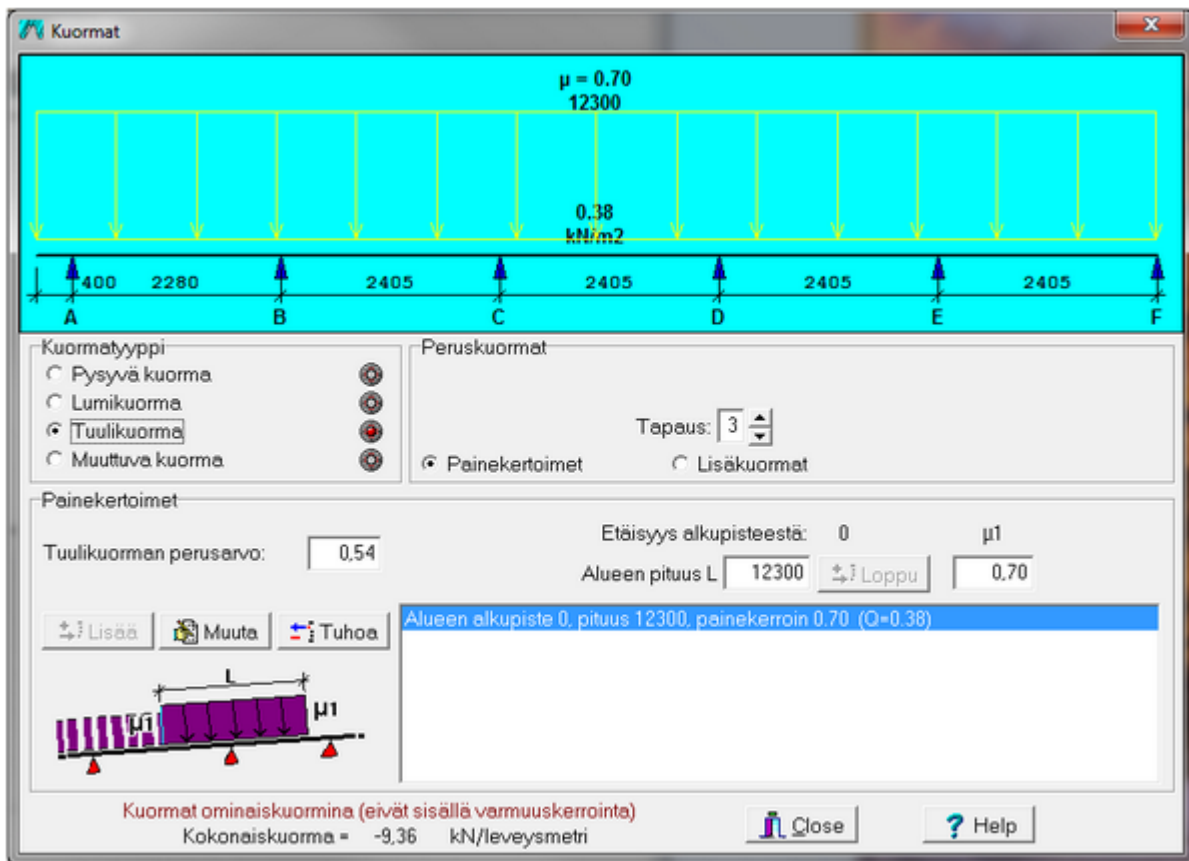 Kuormat
µ = 0.70
12300
0.38
kN/m2
400 2280 2405 2405 2405 2405
A B C D E F
Kuormatyyppi
Pysyvä kuorma
Lumikuorma
Tuulikuorma
Muuttuva kuorma
Peruskuormat
Tapaus: 3
Painekertoimet Lisäkuormat
Painekertoimet
Tuulikuorman perusarvo: 0,54
Etäisyys alkupisteestä: 0 µ1
Alueen pituus L 12300 Loppu 0,70
Lisää Muuta Tuhoa
Alueen alkupiste 0, pituus 12300, painekerroin 0.70 (Q=0.38)
L
µ1 µ1
Kuormat ominaiskuormina (eivät sisällä varmuuskerrointa)
Kokonaiskuorma = -9,36 kN/leveysmetri
Close
? Help